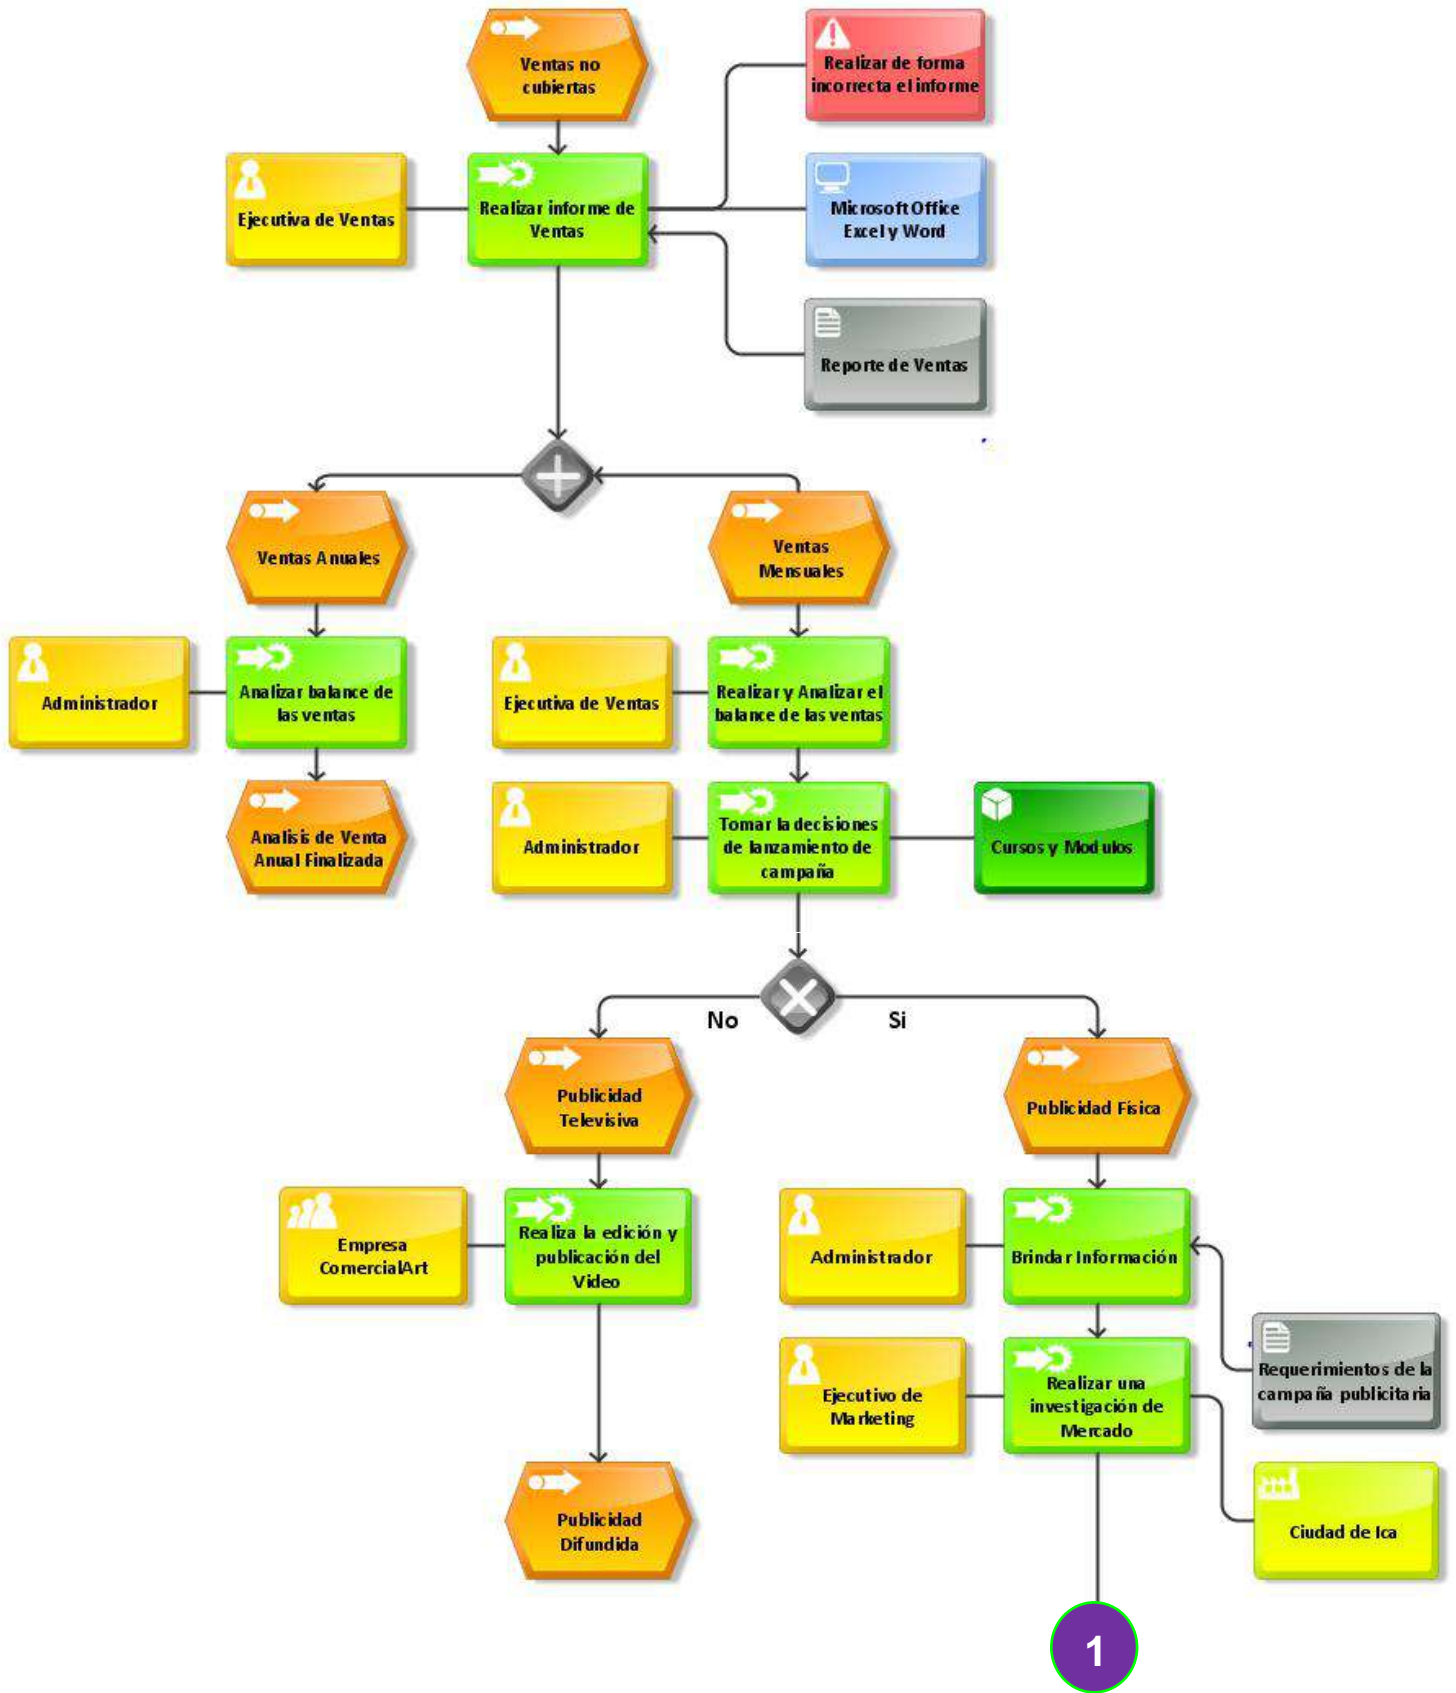 Ventas no
cubiertas
Realizar de forma
incorrecta el informe
Ejecutiva de Ventas
Realizar informe de
Ventas
Microsoft Office
Excel y Word
Reporte de Ventas
Ventas Anuales
Ventas
Mensuales
Administrador
Analizar balance de
las ventas
Ejecutiva de Ventas
Realizar y Analizar el
balance de las ventas
Analisis de Venta
Anual Finalizada
Administrador
Tomar la decisiones
de lanzamiento de
campaña
Cursos y Modulos
No
Si
Publicidad
Televisiva
Publicidad Física
Empresa
ComercialArt
Realiza la edición y
publicación del
Video
Administrador
Brindar Información
Requerimientos de la
campaña publicitaria
Ejecutivo de
Marketing
Realizar una
investigación de
Mercado
Publicidad
Difundida
Ciudad de Ica
1